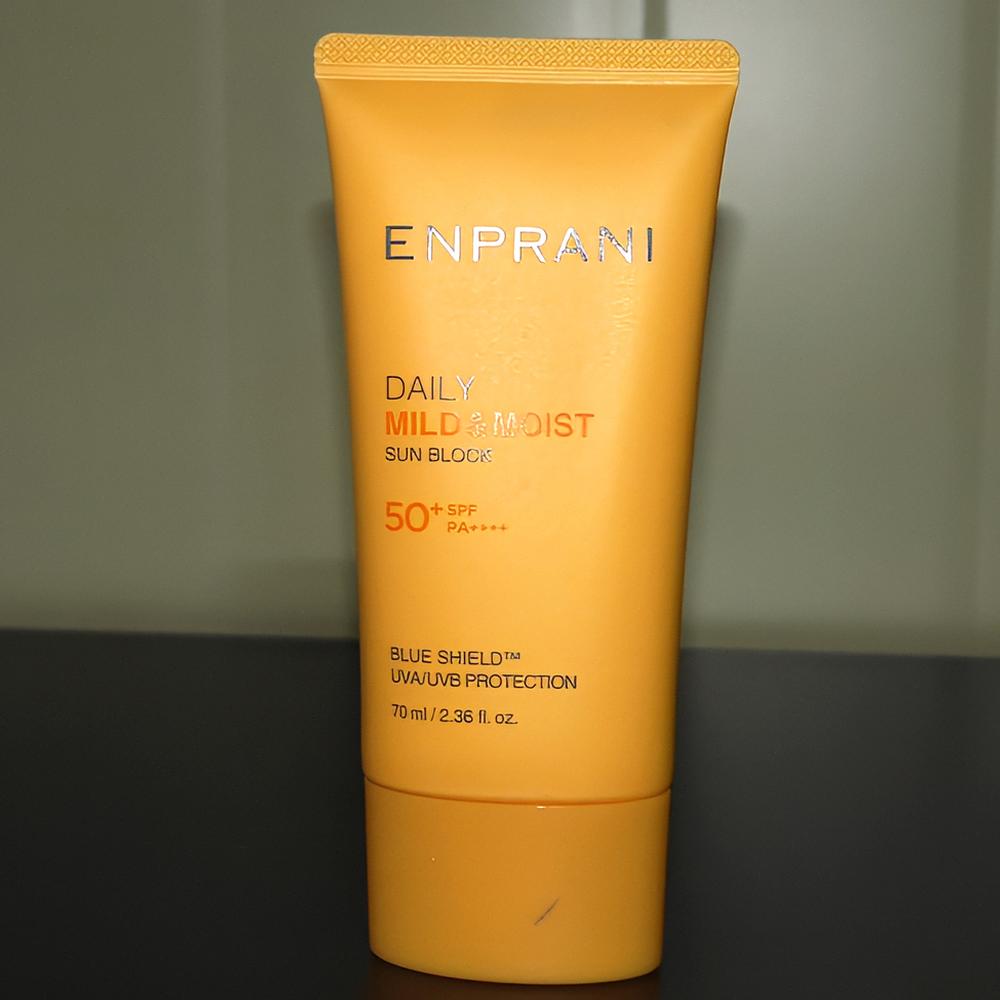 ENPRANI
DAILY
MILD & MOIST
SUN BLOCK
50+ SPF
PA++++
BLUE SHIELD™
UVA/UVB PROTECTION
70 ml / 2.36 fl. oz.